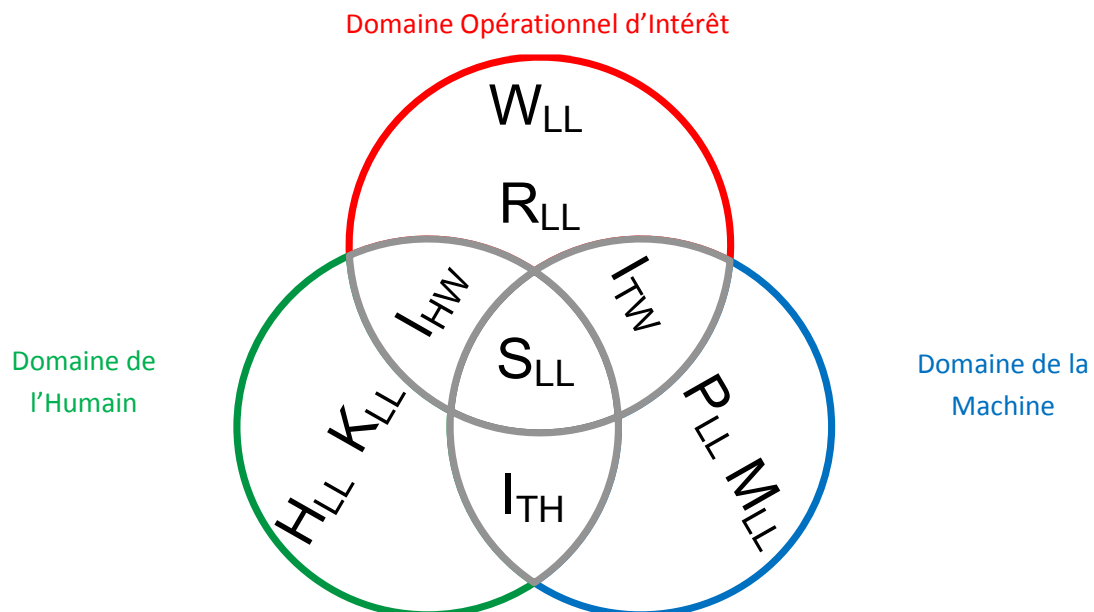 Domaine Opérationnel d’Intérêt
W_LL
R_LL
I_HW
I_TW
S_LL
Domaine de
l’Humain
Domaine de la
Machine
H_LL K_LL
P_LL M_LL
I_TH